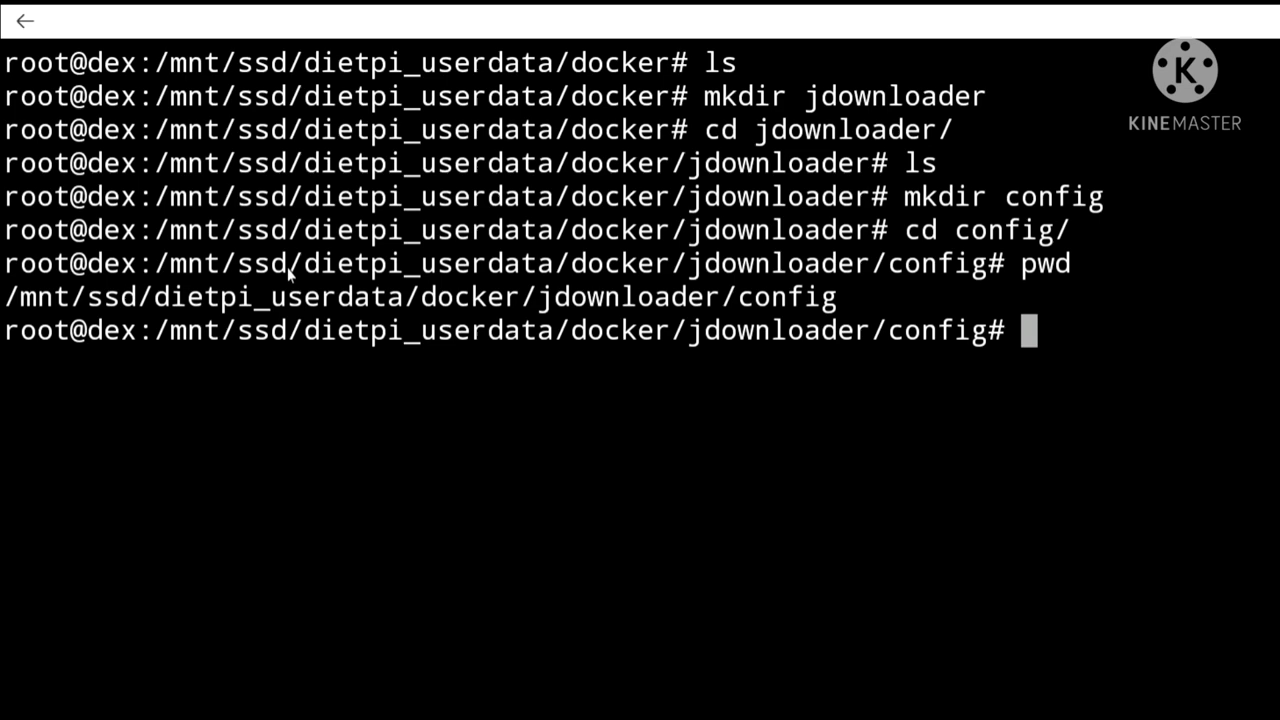 root@dex:/mnt/ssd/dietpi_userdata/docker# ls
root@dex:/mnt/ssd/dietpi_userdata/docker# mkdir jdownloader
root@dex:/mnt/ssd/dietpi_userdata/docker# cd jdownloader/
root@dex:/mnt/ssd/dietpi_userdata/docker/jdownloader# ls
root@dex:/mnt/ssd/dietpi_userdata/docker/jdownloader# mkdir config
root@dex:/mnt/ssd/dietpi_userdata/docker/jdownloader# cd config/
root@dex:/mnt/ssd/dietpi_userdata/docker/jdownloader/config# pwd
/mnt/ssd/dietpi_userdata/docker/jdownloader/config
root@dex:/mnt/ssd/dietpi_userdata/docker/jdownloader/config#
K
KINEMASTER